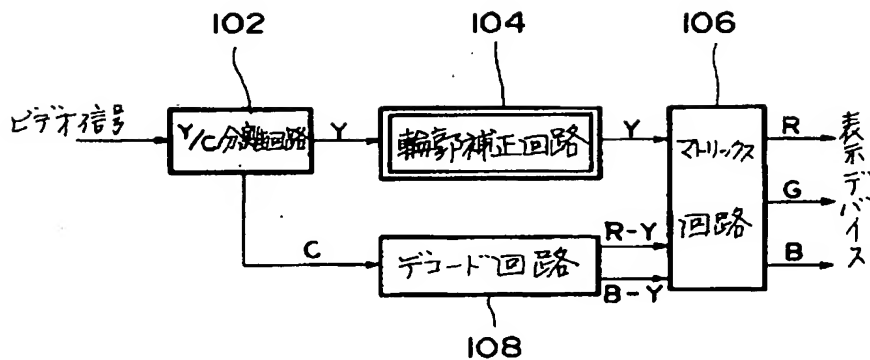 102
104
106
ビデオ信号
Y/C分離回路
Y
輪郭補正回路
Y
マトリックス
回路
R
G
B
表示デバイス
C
デコード回路
R-Y
B-Y
108